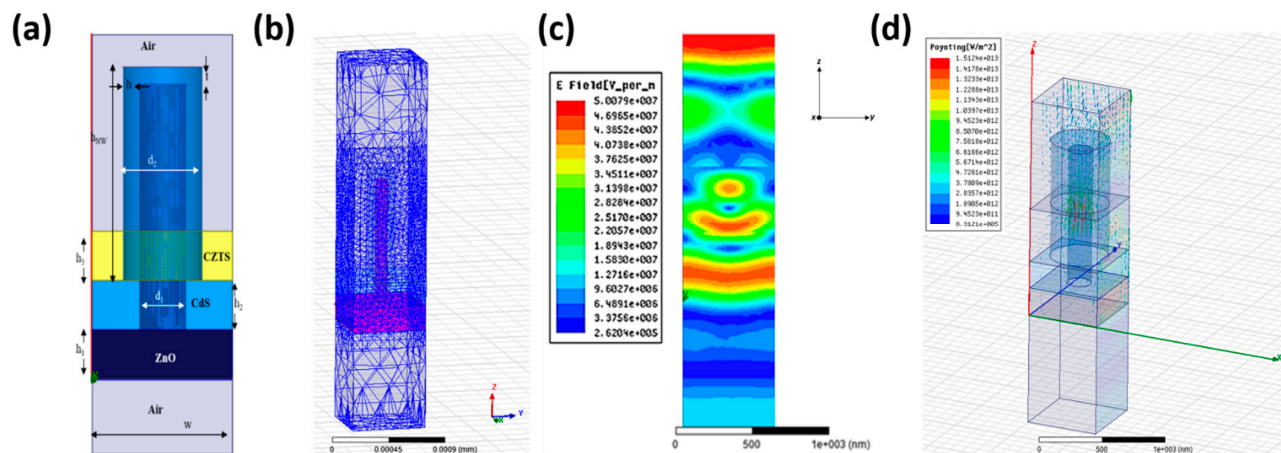 (a)
Air
t
h
hNW
d2
CZTS
h3
d1
CdS
h2
h1
ZnO
Air
w
(b)
Z
Y
X
0
0.00045
0.0009 (mm)
(c)
E Field[V_per_m
5.0079e+007
4.6965e+007
4.3852e+007
4.0738e+007
3.7625e+007
3.4511e+007
3.1398e+007
2.8284e+007
2.5170e+007
2.2057e+007
1.8943e+007
1.5830e+007
1.2716e+007
9.6027e+006
6.4891e+006
3.3756e+006
2.6204e+005
z
x
y
0
500
1e+003 (nm)
(d)
Poynting[W/m^2]
1.5124e+013
1.4178e+013
1.3233e+013
1.2288e+013
1.1343e+013
1.0397e+013
9.4523e+012
8.5070e+012
7.5618e+012
6.6166e+012
5.6714e+012
4.7261e+012
3.7809e+012
2.8357e+012
1.8905e+012
9.4523e+011
z
y
0
500
1e+003 (nm)